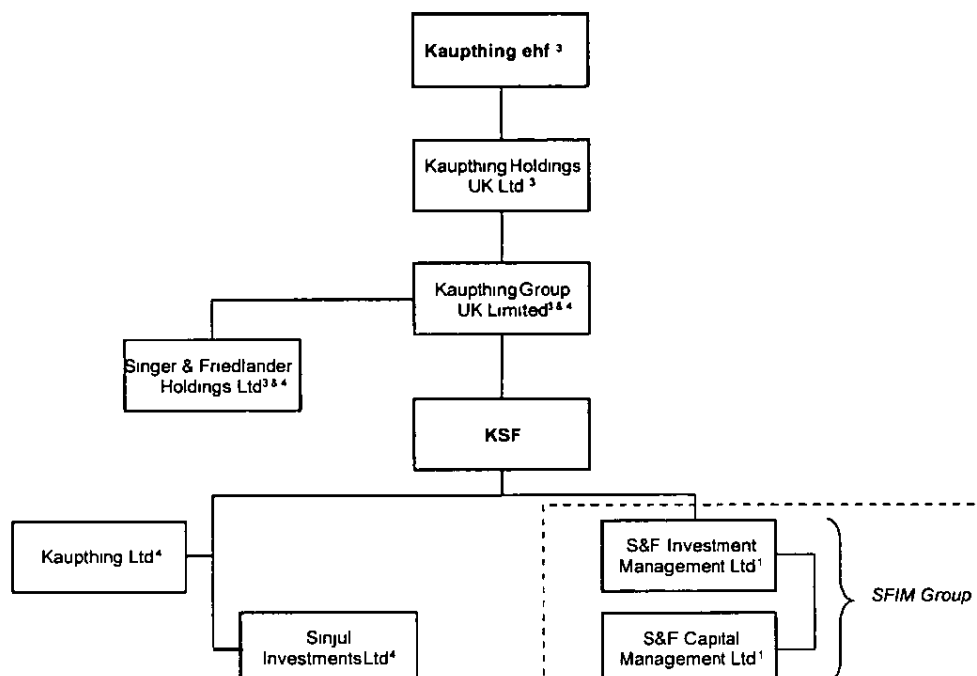 Kaupthing ehf ³
Kaupthing Holdings
UK Ltd ³
Kaupthing Group
UK Limited³ & ⁴
Singer & Friedlander
Holdings Ltd³ & ⁴
KSF
Kaupthing Ltd⁴
S&F Investment
Management Ltd¹
SFIM Group
Sinjul
Investments Ltd⁴
S&F Capital
Management Ltd¹